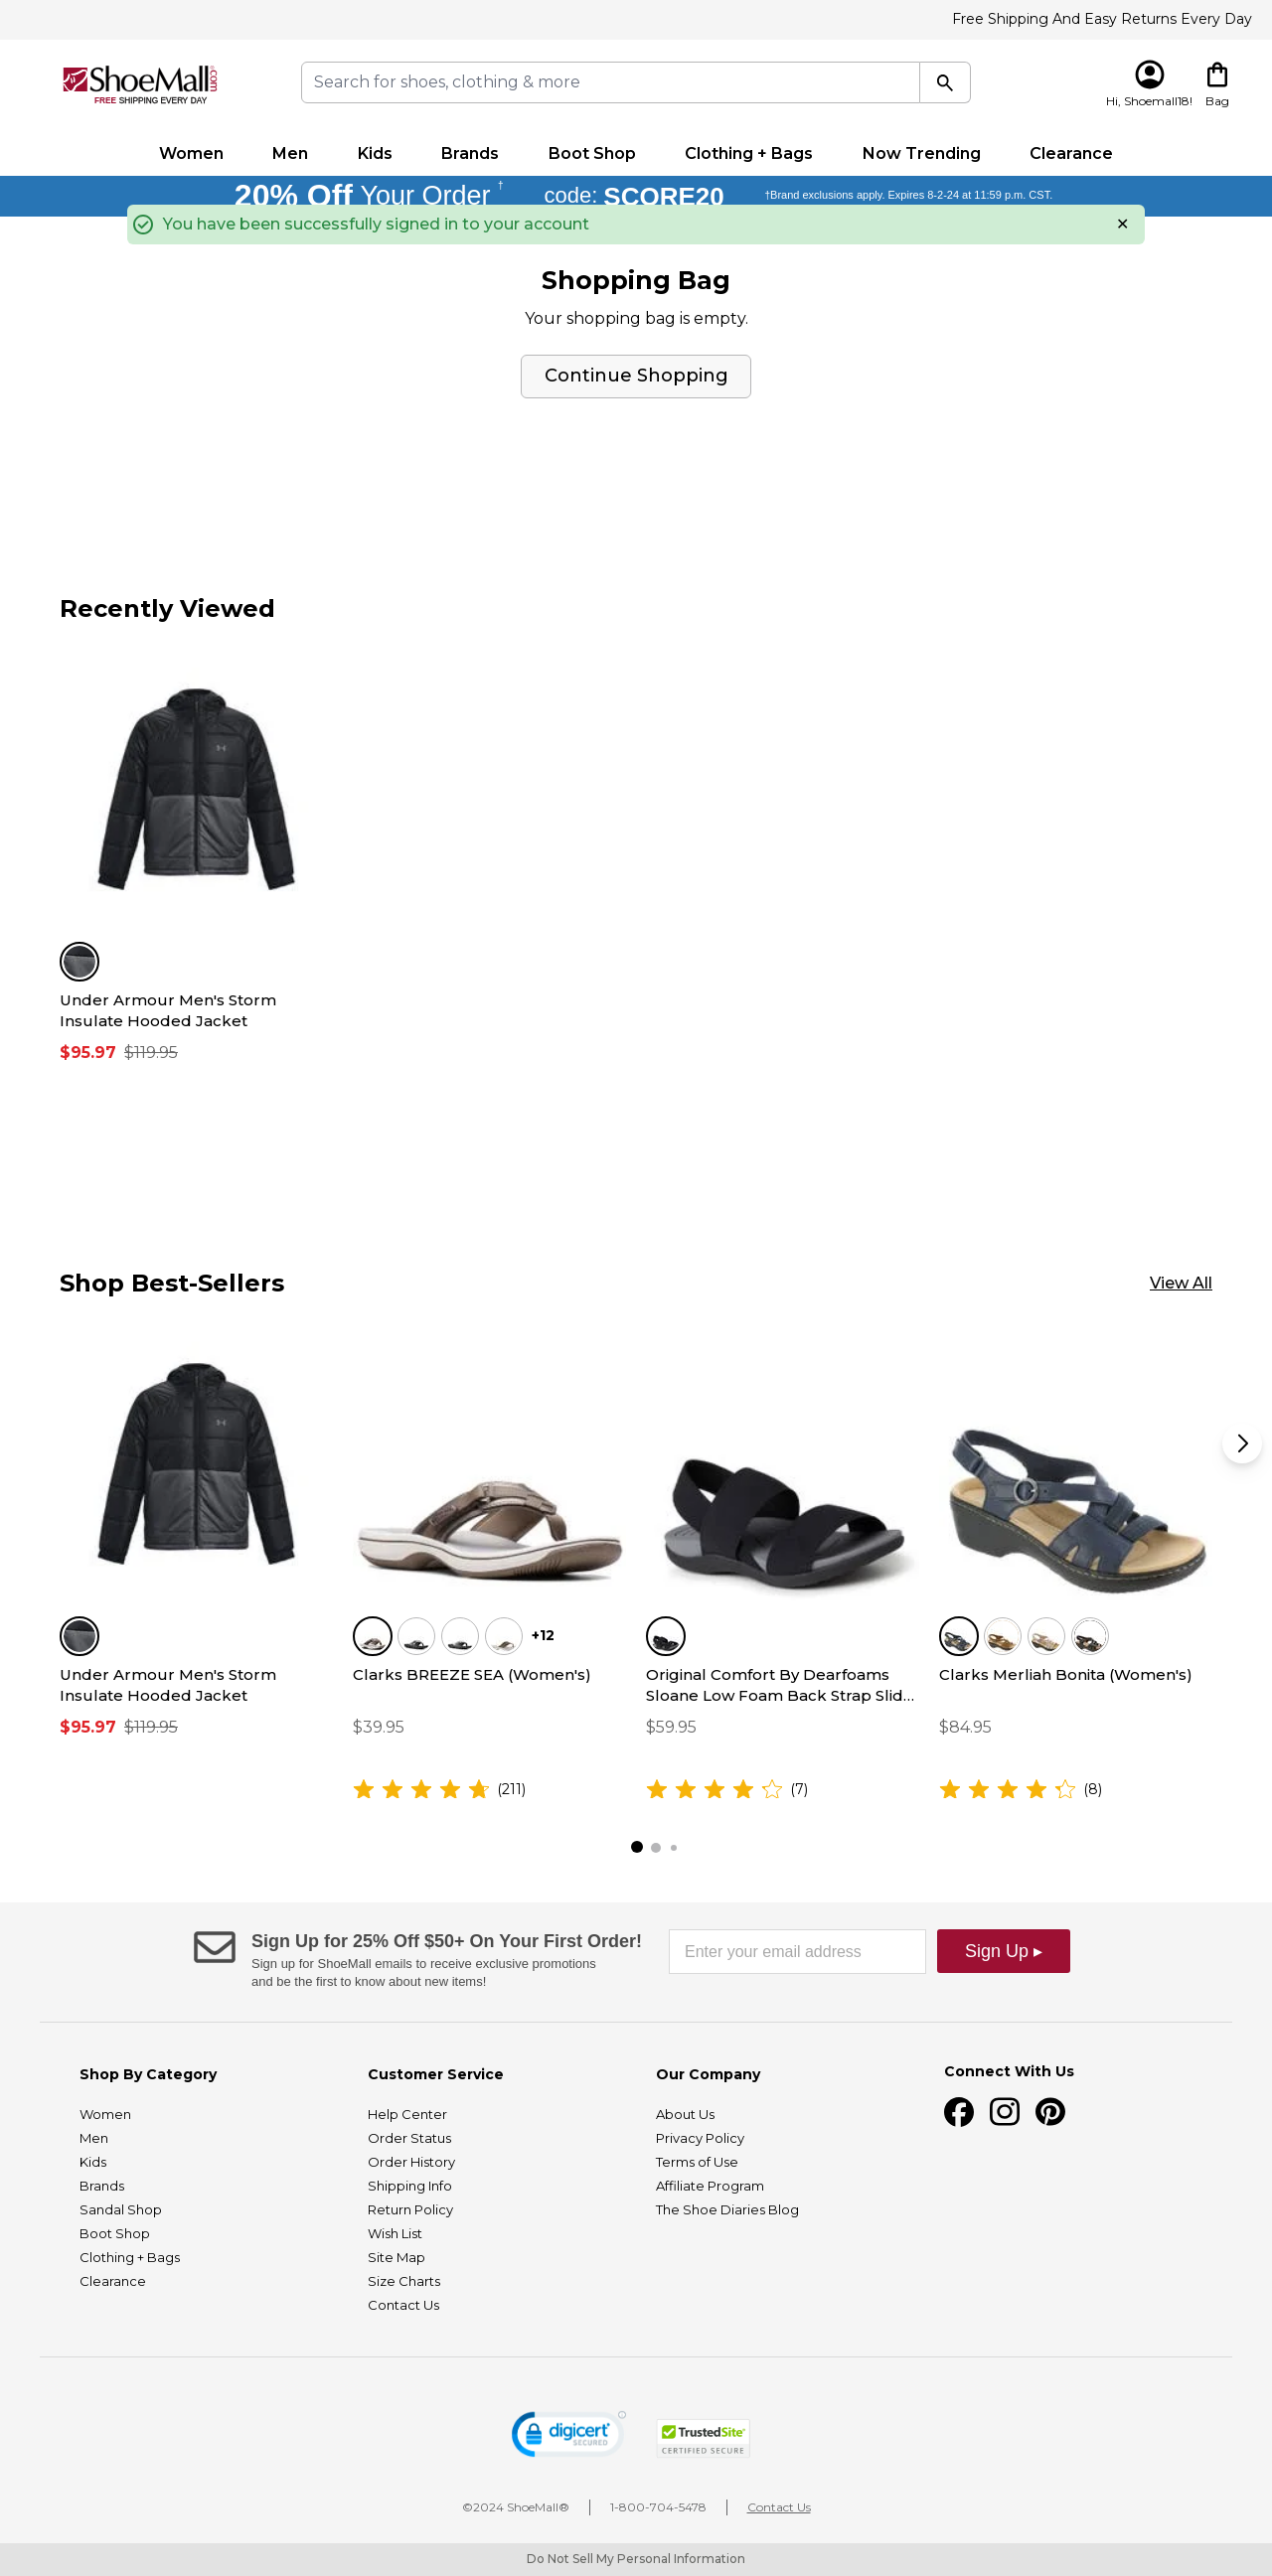 Free Shipping And Easy Returns Every Day
ShoeMall.com
FREE SHIPPING EVERY DAY
Search for shoes, clothing & more
Hi, Shoemall18!
Bag
Women Men Kids Brands Boot Shop Clothing + Bags Now Trending Clearance
20% Off Your Order † code: SCORE20 †Brand exclusions apply. Expires 8-2-24 at 11:59 p.m. CST.
You have been successfully signed in to your account ✕
Shopping Bag
Your shopping bag is empty.
Continue Shopping
Recently Viewed
Under Armour Men's Storm
Insulate Hooded Jacket
$95.97 $119.95
Shop Best-Sellers
View All
Under Armour Men's Storm
Insulate Hooded Jacket
$95.97 $119.95
+12
Clarks BREEZE SEA (Women's)
$39.95
(211)
Original Comfort By Dearfoams
Sloane Low Foam Back Strap Slid...
$59.95
(7)
Clarks Merliah Bonita (Women's)
$84.95
(8)
Sign Up for 25% Off $50+ On Your First Order!
Sign up for ShoeMall emails to receive exclusive promotions
and be the first to know about new items!
Enter your email address
Sign Up ▸
Shop By Category
Women
Men
Kids
Brands
Sandal Shop
Boot Shop
Clothing + Bags
Clearance
Customer Service
Help Center
Order Status
Order History
Shipping Info
Return Policy
Wish List
Site Map
Size Charts
Contact Us
Our Company
About Us
Privacy Policy
Terms of Use
Affiliate Program
The Shoe Diaries Blog
Connect With Us
digicert
SECURED
TrustedSite
CERTIFIED SECURE
©2024 ShoeMall® 1-800-704-5478 Contact Us
Do Not Sell My Personal Information